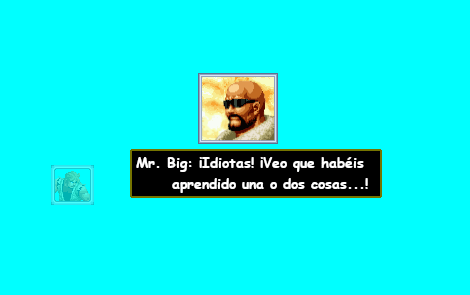 Mr. Big: ¡Idiotas! ¡Veo que habéis
aprendido una o dos cosas...!